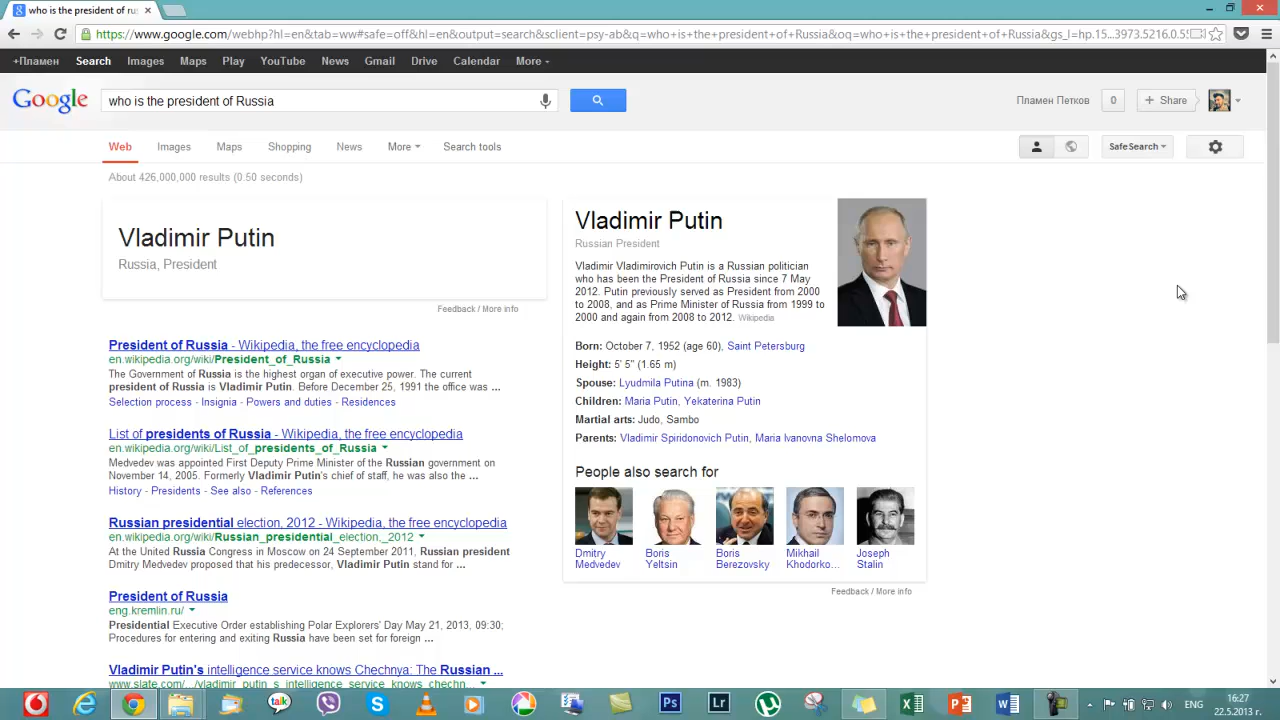 who is the president of ru
https://www.google.com/webhp?hl=en&tab=ww#safe=off&hl=en&output=search&sclient=psy-ab&q=who+is+the+president+of+Russia&oq=who+is+the+president+of+Russia&gs_l=hp.15...3973.5216.0.5
+Пламен Search Images Maps Play YouTube News Gmail Drive Calendar More
Google who is the president of Russia Пламен Петков 0 + Share
Web Images Maps Shopping News More Search tools SafeSearch
About 426,000,000 results (0.50 seconds)
Vladimir Putin
Russia, President
Feedback / More info
President of Russia - Wikipedia, the free encyclopedia
en.wikipedia.org/wiki/President_of_Russia
The Government of Russia is the highest organ of executive power. The current
president of Russia is Vladimir Putin. Before December 25, 1991 the office was ...
Selection process - Insignia - Powers and duties - Residences
List of presidents of Russia - Wikipedia, the free encyclopedia
en.wikipedia.org/wiki/List_of_presidents_of_Russia
Medvedev was appointed First Deputy Prime Minister of the Russian government on
November 14, 2005. Formerly Vladimir Putin's chief of staff, he was also the ...
History - Presidents - See also - References
Russian presidential election, 2012 - Wikipedia, the free encyclopedia
en.wikipedia.org/wiki/Russian_presidential_election,_2012
At the United Russia Congress in Moscow on 24 September 2011, Russian president
Dmitry Medvedev proposed that his predecessor, Vladimir Putin stand for ...
President of Russia
eng.kremlin.ru/
Presidential Executive Order establishing Polar Explorers' Day May 21, 2013, 09:30;
Procedures for entering and exiting Russia have been set for foreign ...
Vladimir Putin's intelligence service knows Chechnya: The Russian ...
www.slate.com/.../vladimir_putin_s_intelligence_service_knows_chechn...
Vladimir Putin
Russian President
Vladimir Vladimirovich Putin is a Russian politician
who has been the President of Russia since 7 May
2012. Putin previously served as President from 2000
to 2008, and as Prime Minister of Russia from 1999 to
2000 and again from 2008 to 2012. Wikipedia
Born: October 7, 1952 (age 60), Saint Petersburg
Height: 5' 5" (1.65 m)
Spouse: Lyudmila Putina (m. 1983)
Children: Maria Putin, Yekaterina Putin
Martial arts: Judo, Sambo
Parents: Vladimir Spiridonovich Putin, Maria Ivanovna Shelomova
People also search for
Dmitry Medvedev
Boris Yeltsin
Boris Berezovsky
Mikhail Khodorko...
Joseph Stalin
Feedback / More info
talk Ps Lr
ЕНГ
16:27
22.5.2013 г.